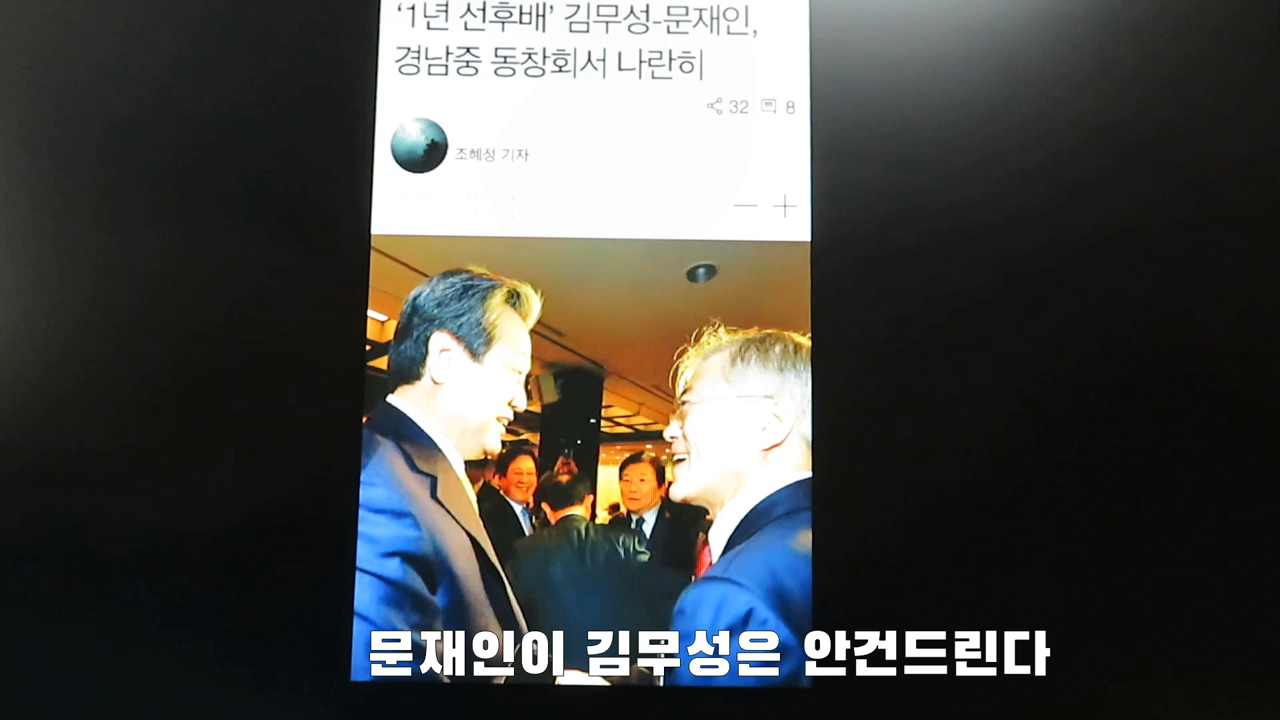 ‘1년 선후배’ 김무성-문재인,
경남중 동창회서 나란히
32 8
조혜정 기자
문재인이 김무성은 안건드린다